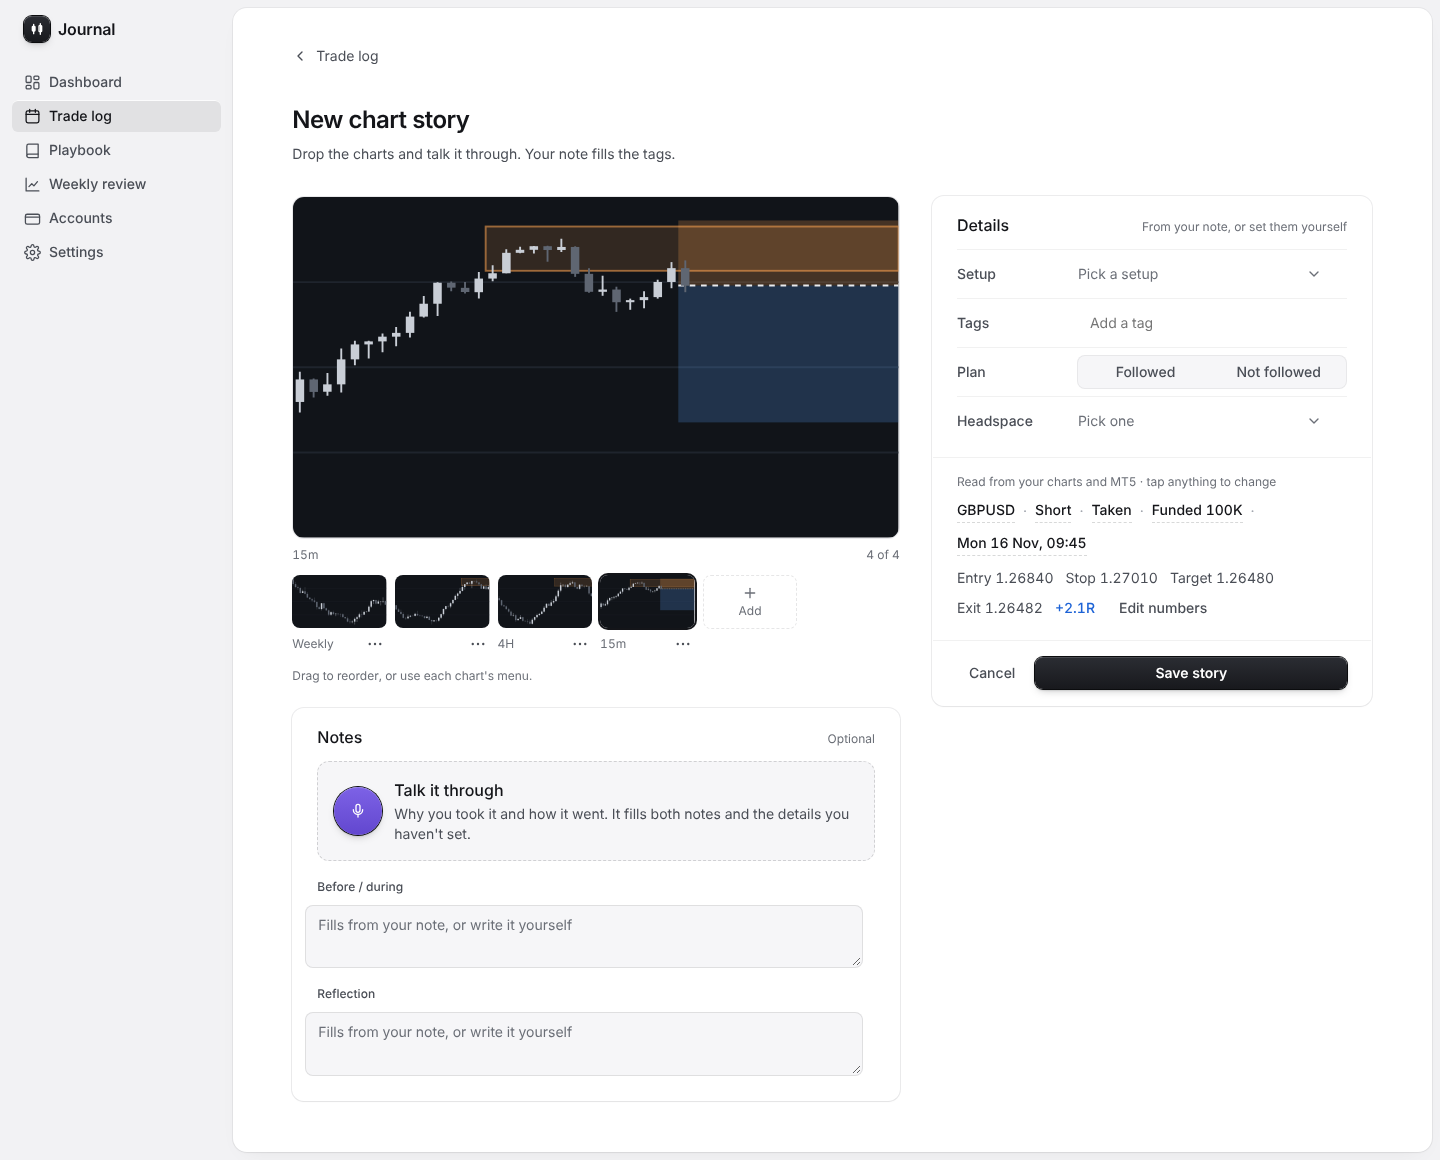 Journal
Dashboard
Trade log
Playbook
Weekly review
Accounts
Settings
Trade log
New chart story
Drop the charts and talk it through. Your note fills the tags.
15m
4 of 4
Weekly
4H
15m
Add
Drag to reorder, or use each chart's menu.
Notes
Optional
Talk it through
Why you took it and how it went. It fills both notes and the details you
haven't set.
Before / during
Fills from your note, or write it yourself
Reflection
Fills from your note, or write it yourself
Details
From your note, or set them yourself
Setup
Pick a setup
Tags
Add a tag
Plan
Followed
Not followed
Headspace
Pick one
Read from your charts and MT5 · tap anything to change
GBPUSD · Short · Taken · Funded 100K ·
Mon 16 Nov, 09:45
Entry 1.26840 Stop 1.27010 Target 1.26480
Exit 1.26482 +2.1R Edit numbers
Cancel
Save story